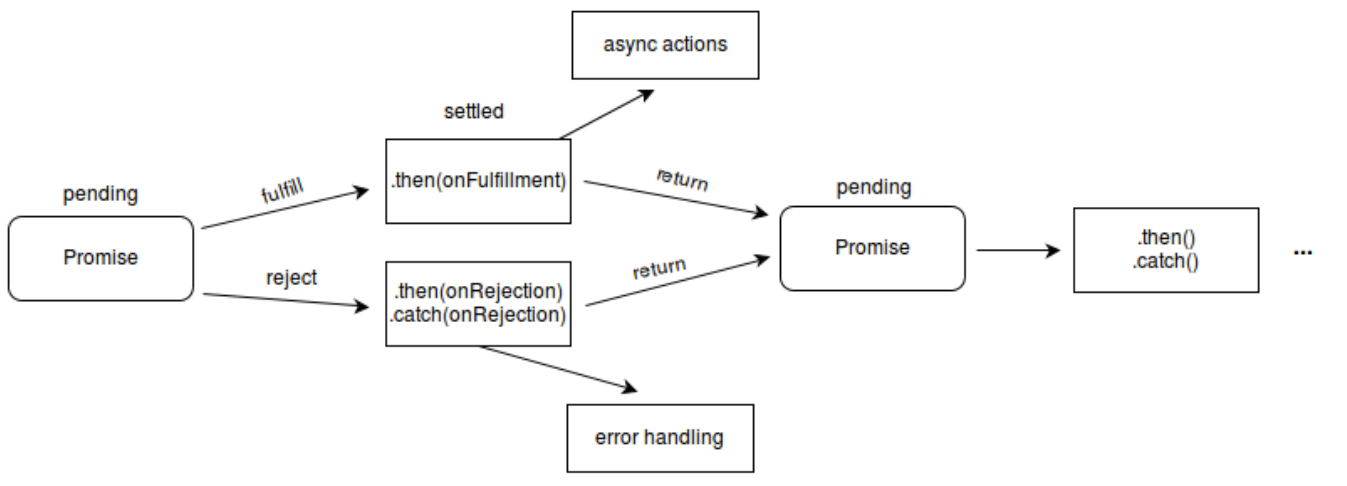 async actions
settled
.then(onFulfillment)
pending
Promise
fulfill
reject
.then(onRejection)
.catch(onRejection)
return
return
error handling
pending
Promise
.then()
.catch()
...